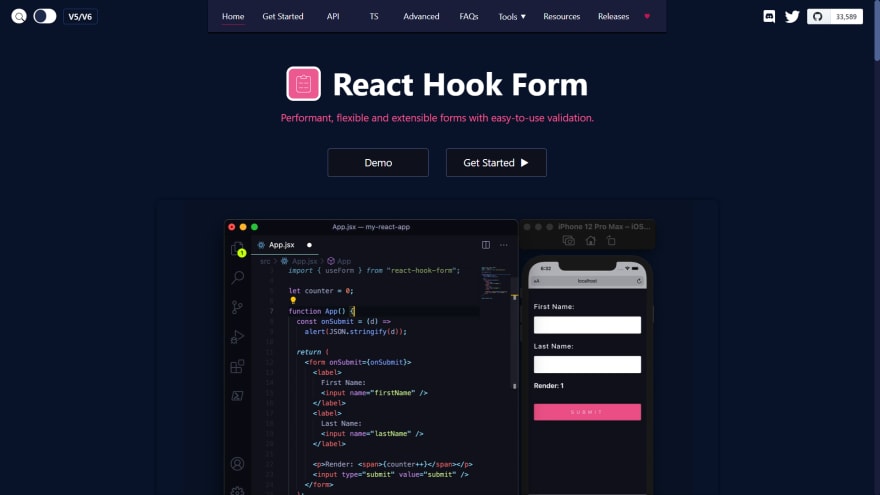 V5/V6
Home Get Started API TS Advanced FAQs Tools ▼ Resources Releases ♥
33,589
React Hook Form
Performant, flexible and extensible forms with easy-to-use validation.
Demo
Get Started ▶
App.jsx — my-react-app
App.jsx
src > App.jsx > App
import { useForm } from "react-hook-form";
let counter = 0;
7 function App() {
const onSubmit = (d) =>
alert(JSON.stringify(d));
return (
<form onSubmit={onSubmit}>
<label>
First Name:
<input name="firstName" />
</label>
<label>
Last Name:
<input name="lastName" />
</label>
<p>Render: <span>{counter++}</span></p>
<input type="submit" value="submit" />
</form>
1
iPhone 12 Pro Max – iOS...
6:32
AA localhost
First Name:
Last Name:
Render: 1
SUBMIT